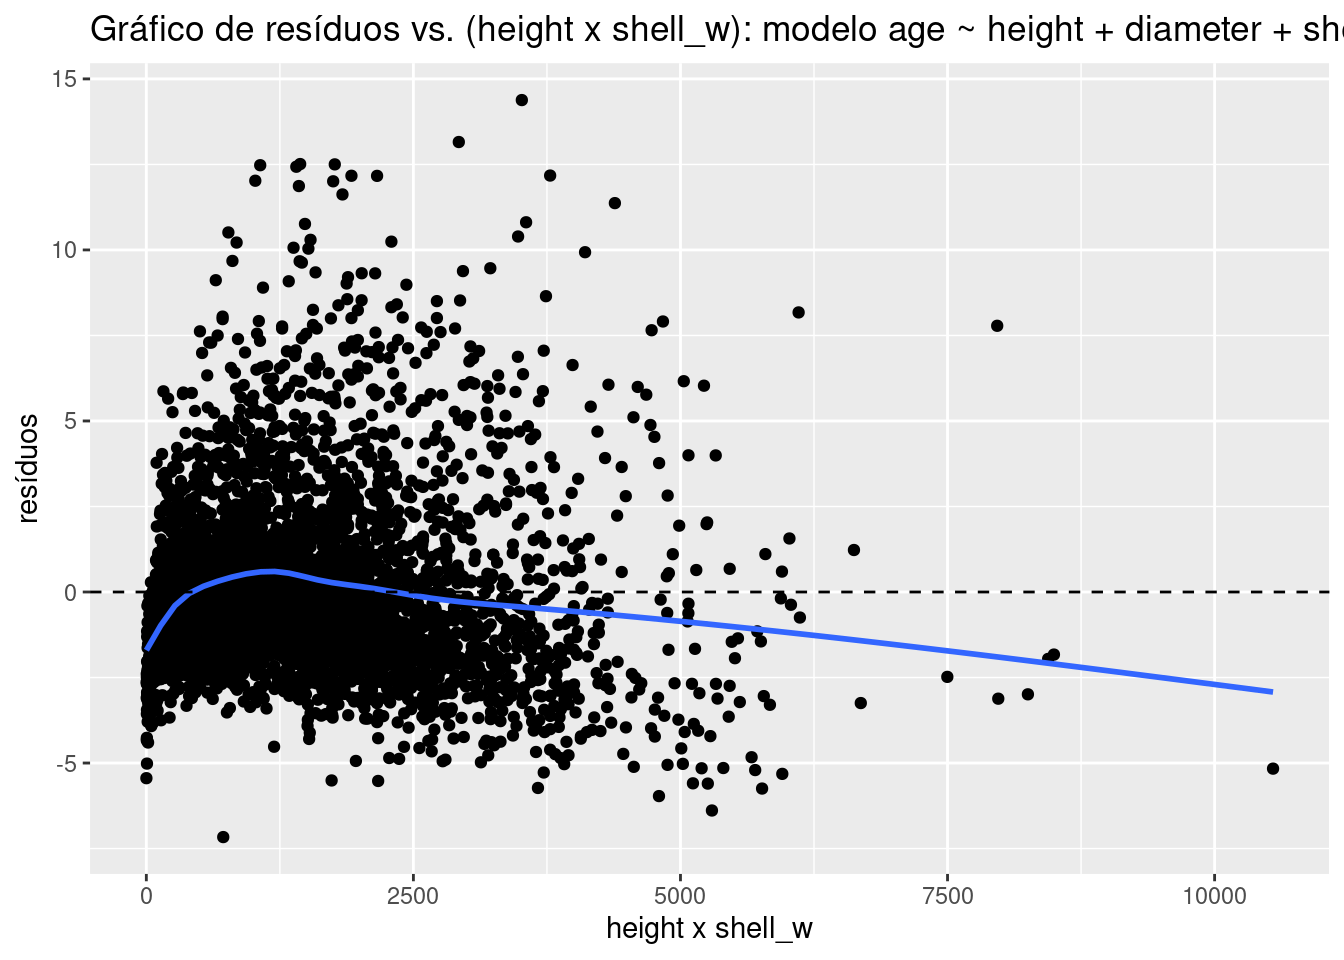 Gráfico de resíduos vs. (height x shell_w): modelo age ~ height + diameter +
15
10
5
0
-5
resíduos
0 2500 5000 7500 10000
height x shell_w